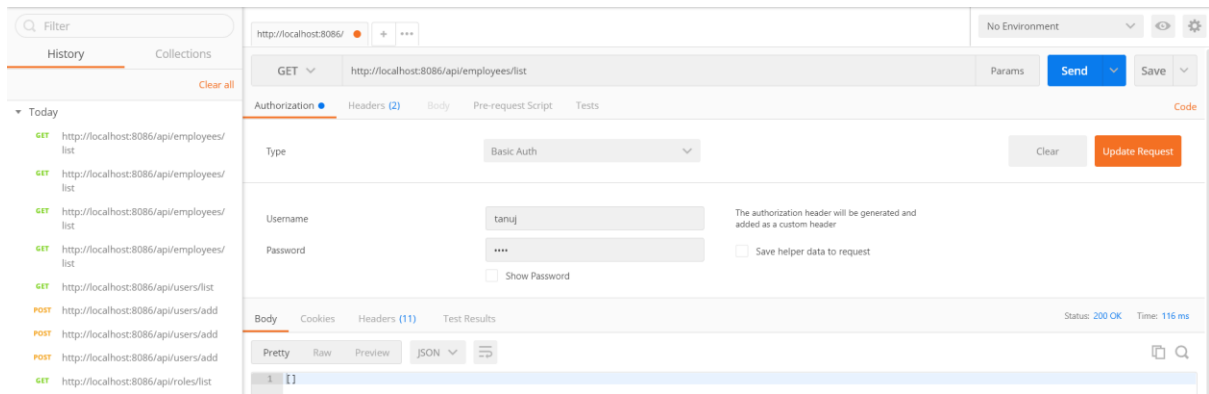 Filter
History Collections
Clear all
Today
GET http://localhost:8086/api/employees/
list
GET http://localhost:8086/api/employees/
list
GET http://localhost:8086/api/employees/
list
GET http://localhost:8086/api/employees/
list
GET http://localhost:8086/api/users/list
POST http://localhost:8086/api/users/add
POST http://localhost:8086/api/users/add
POST http://localhost:8086/api/users/add
GET http://localhost:8086/api/roles/list
http://localhost:8086/ + •••
No Environment
GET http://localhost:8086/api/employees/list Params Send Save
Authorization Headers (2) Body Pre-request Script Tests Code
Type Basic Auth Clear Update Request
Username tanuj
The authorization header will be generated and
added as a custom header
Password ••••
Save helper data to request
Show Password
Body Cookies Headers (11) Test Results Status: 200 OK Time: 116 ms
Pretty Raw Preview JSON
1 []